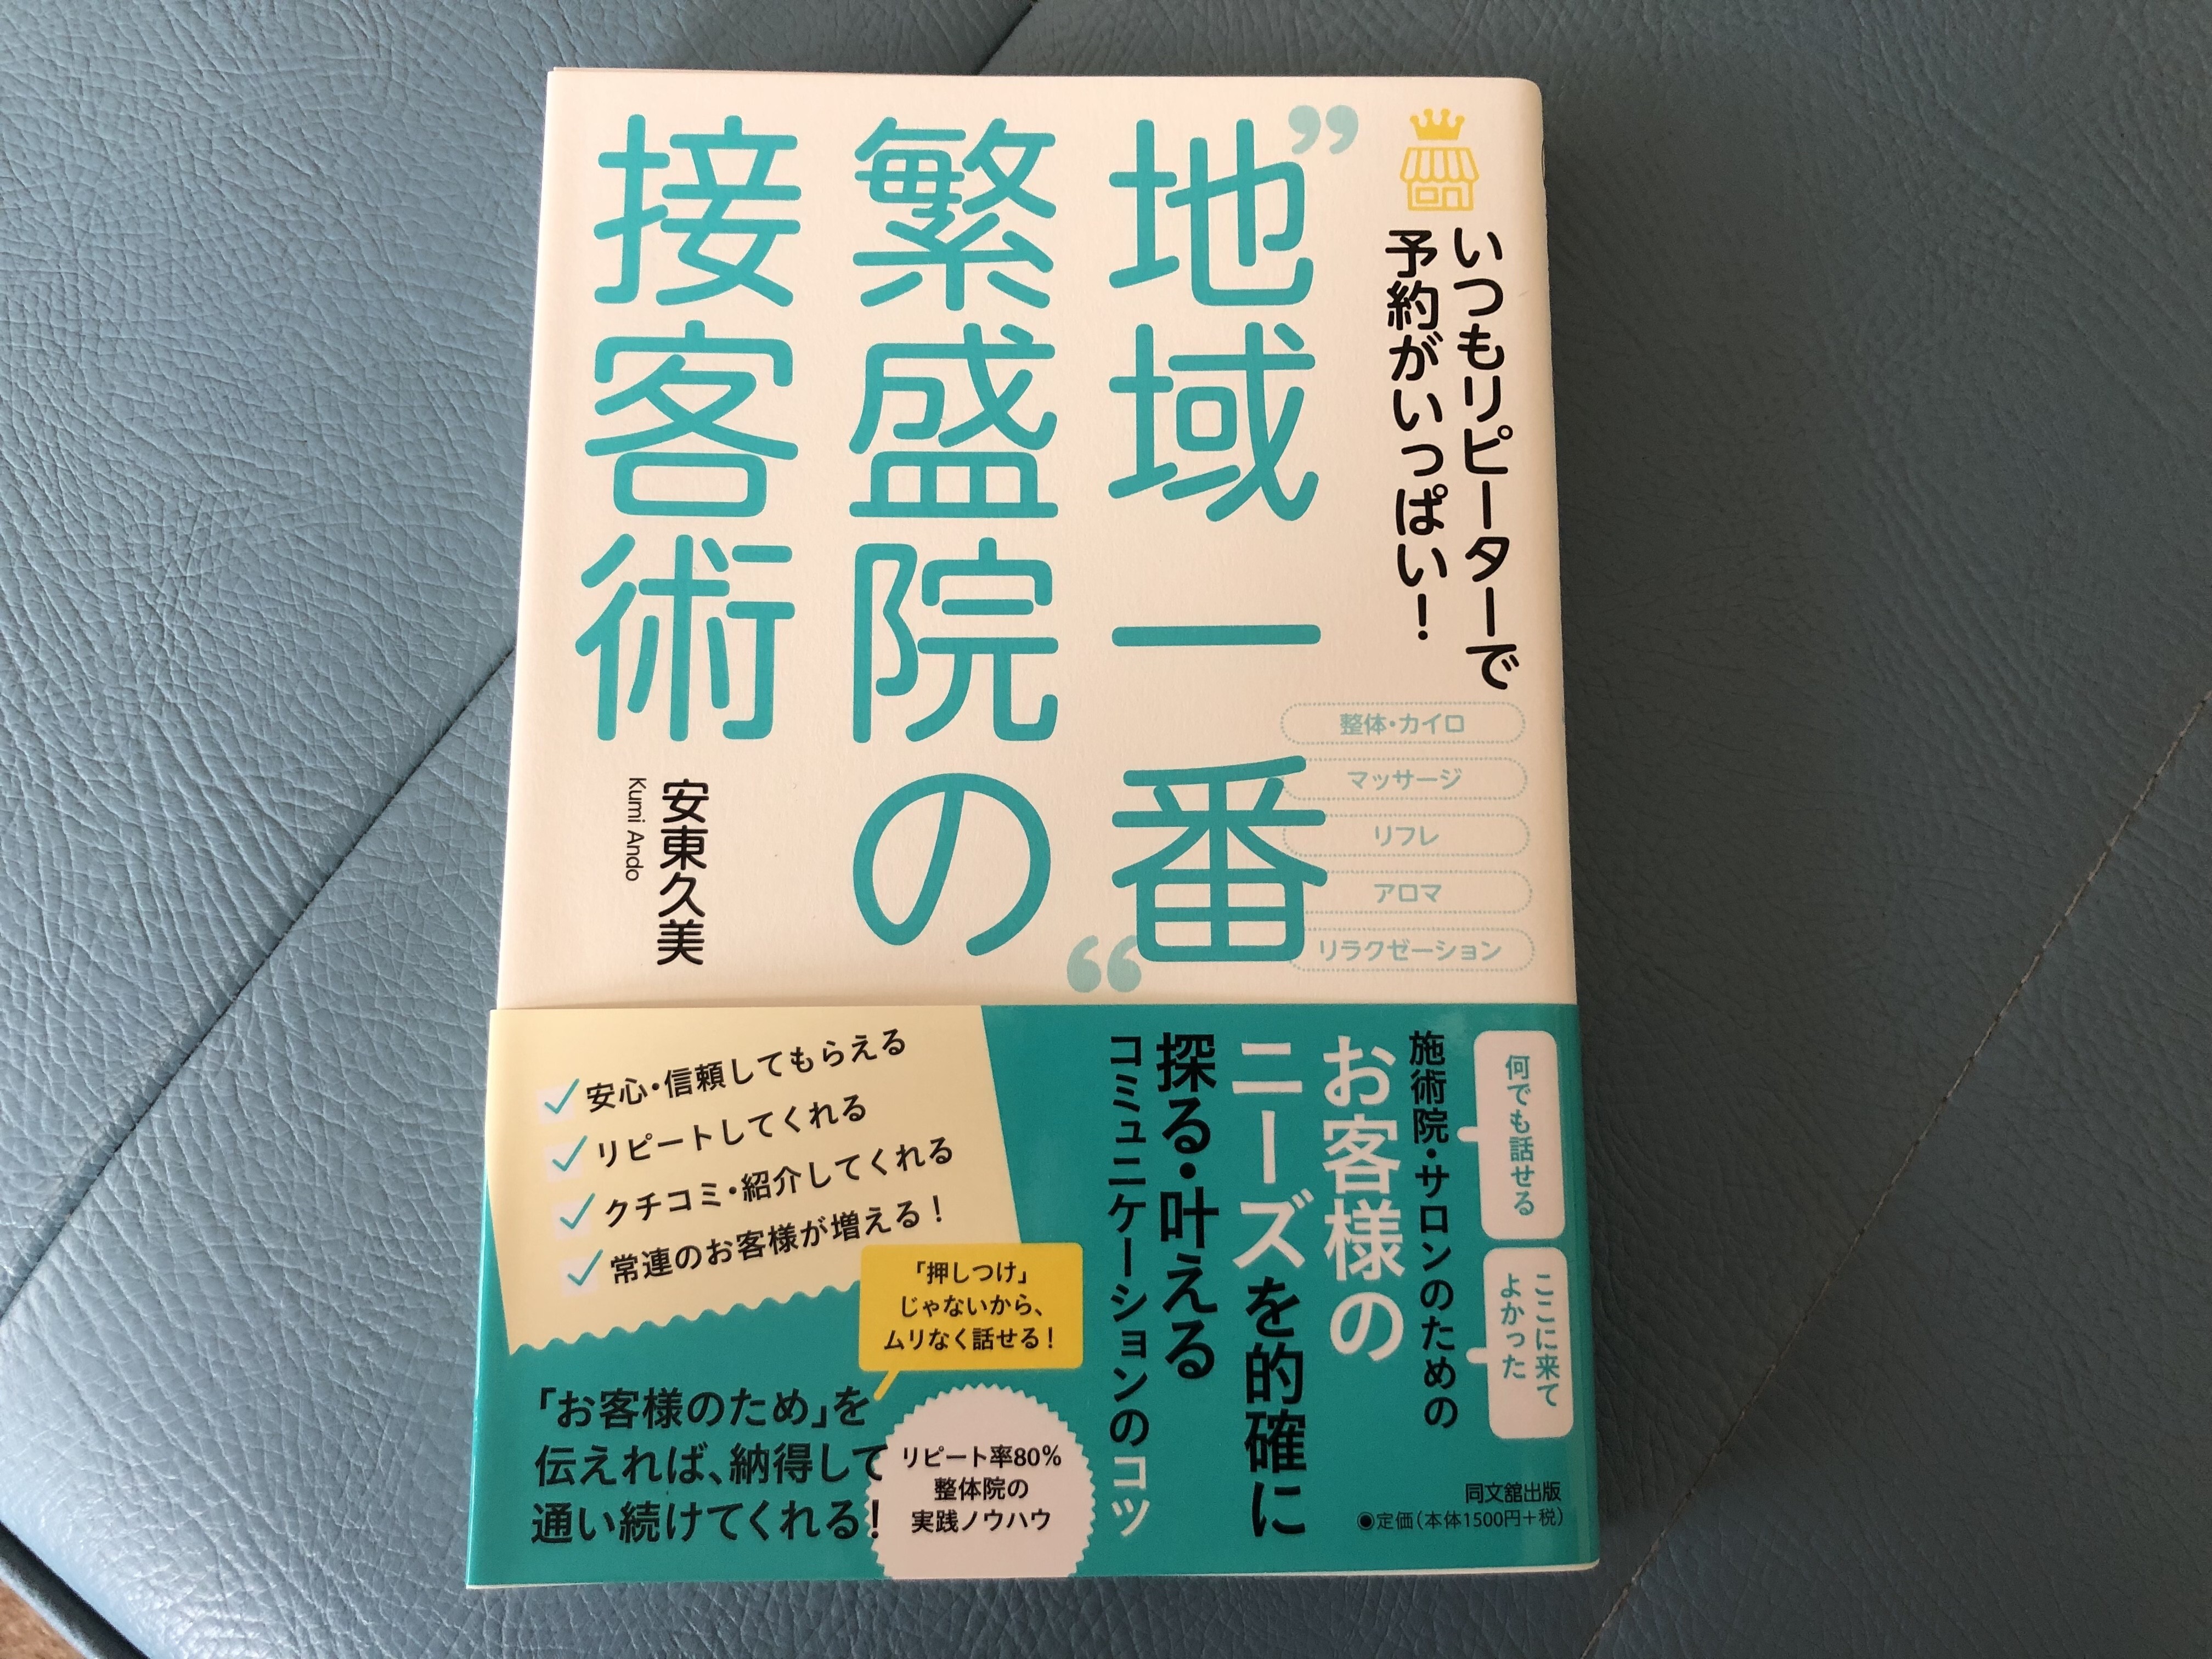 いつもリピーターで
予約がいっぱい!
整体・カイロ
マッサージ
リフレ
アロマ
リラクゼーション
”地域一番“
繁盛院の
接客術
安東久美
Kumi Ando
何でも話せる
ここに来て
よかった
施術院・サロンのための
お客様の
ニーズを的確に
探る・叶える
コミュニケーションのコツ
安心・信頼してもらえる
リピートしてくれる
クチコミ・紹介してくれる
常連のお客様が増える!
「押しつけ」
じゃないから、
ムリなく話せる!
「お客様のため」を
伝えれば、納得して
通い続けてくれる!
リピート率80%
整体院の
実践ノウハウ
同文舘出版
◉定価(本体1500円+税)